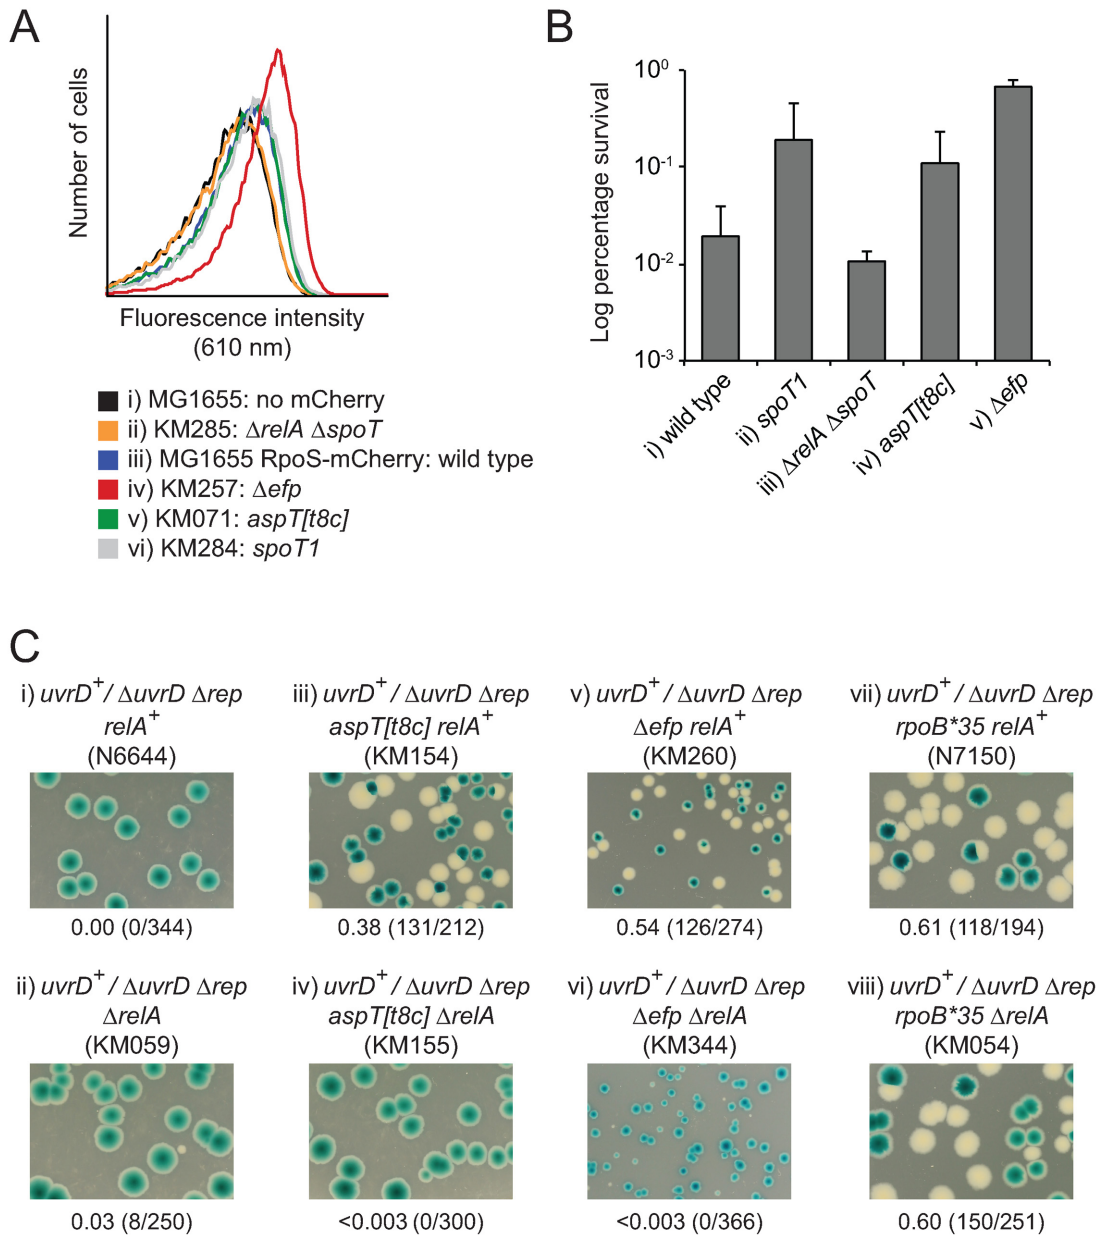 A
Number of cells
Fluorescence intensity
(610 nm)
i) MG1655: no mCherry
ii) KM285: ΔrelA ΔspoT
iii) MG1655 RpoS-mCherry: wild type
iv) KM257: Δefp
v) KM071: aspT[t8c]
vi) KM284: spoT1
B
Log percentage survival
10⁰
10⁻¹
10⁻²
10⁻³
i) wild type
ii) spoT1
iii) ΔrelA ΔspoT
iv) aspT[t8c]
v) Δefp
C
i) uvrD⁺/ ΔuvrD Δrep
relA⁺
(N6644)
0.00 (0/344)
iii) uvrD⁺/ ΔuvrD Δrep
aspT[t8c] relA⁺
(KM154)
0.38 (131/212)
v) uvrD⁺/ ΔuvrD Δrep
Δefp relA⁺
(KM260)
0.54 (126/274)
vii) uvrD⁺/ ΔuvrD Δrep
rpoB*35 relA⁺
(N7150)
0.61 (118/194)
ii) uvrD⁺/ ΔuvrD Δrep
ΔrelA
(KM059)
0.03 (8/250)
iv) uvrD⁺/ ΔuvrD Δrep
aspT[t8c] ΔrelA
(KM155)
<0.003 (0/300)
vi) uvrD⁺/ ΔuvrD Δrep
Δefp ΔrelA
(KM344)
<0.003 (0/366)
viii) uvrD⁺/ ΔuvrD Δrep
rpoB*35 ΔrelA
(KM054)
0.60 (150/251)